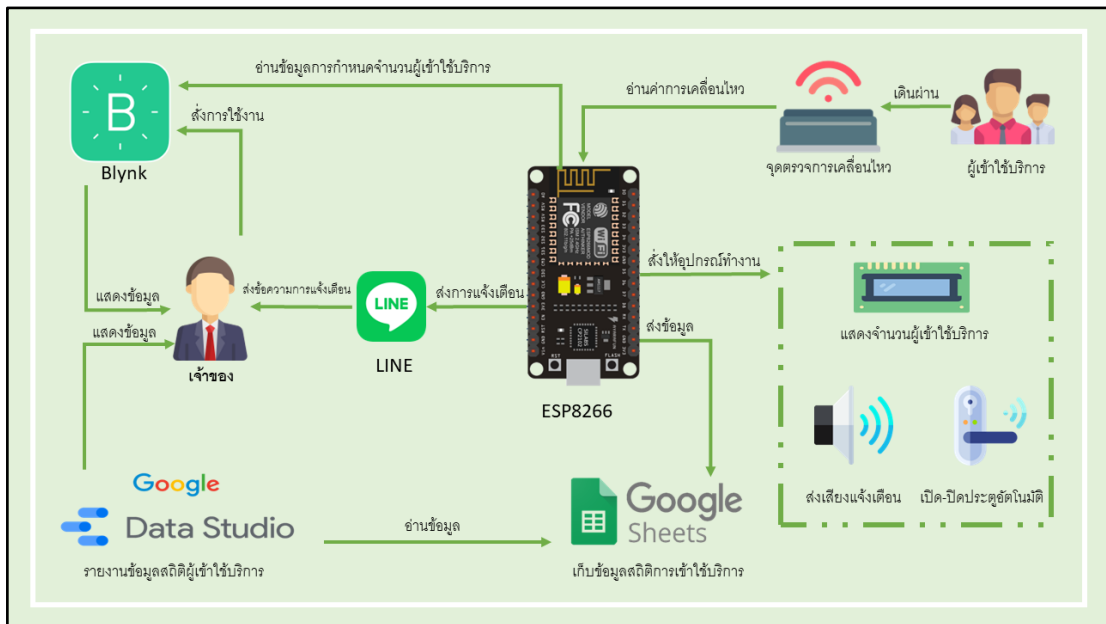 อ่านข้อมูลการกำหนดจำนวนผู้เข้าใช้บริการ
อ่านค่าการเคลื่อนไหว
เดินผ่าน
B
สั่งการใช้งาน
Blynk
จุดตรวจการเคลื่อนไหว
ผู้เข้าใช้บริการ
WiFi
FC
สั่งให้อุปกรณ์ทำงาน
แสดงข้อมูล
ส่งข้อความการแจ้งเตือน
LINE
ส่งการแจ้งเตือน
แสดงข้อมูล
ส่งข้อมูล
แสดงจำนวนผู้เข้าใช้บริการ
เจ้าของ
LINE
SILABS
CP2102
RST
FLASH
ESP8266
Google
Data Studio
อ่านข้อมูล
Google
Sheets
ส่งเสียงแจ้งเตือน
เปิด-ปิดประตูอัตโนมัติ
รายงานข้อมูลสถิติผู้เข้าใช้บริการ
เก็บข้อมูลสถิติการเข้าใช้บริการ